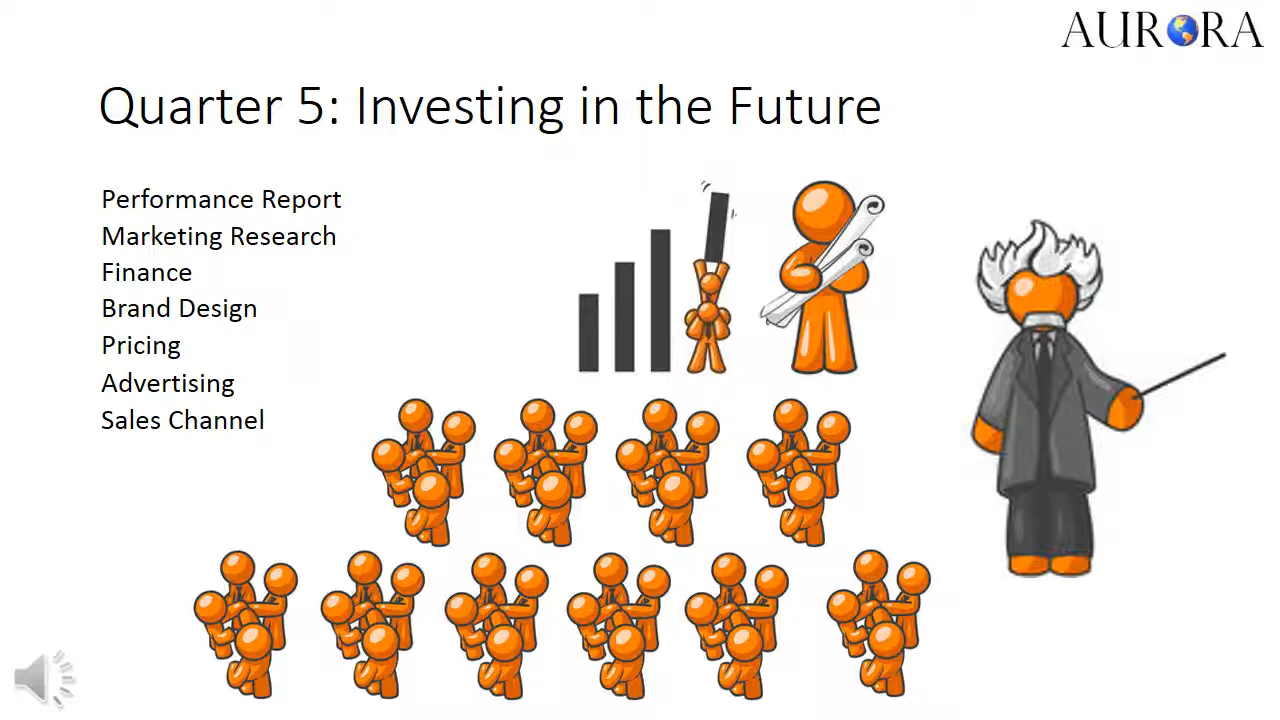 AURORA
Quarter 5: Investing in the Future
Performance Report
Marketing Research
Finance
Brand Design
Pricing
Advertising
Sales Channel